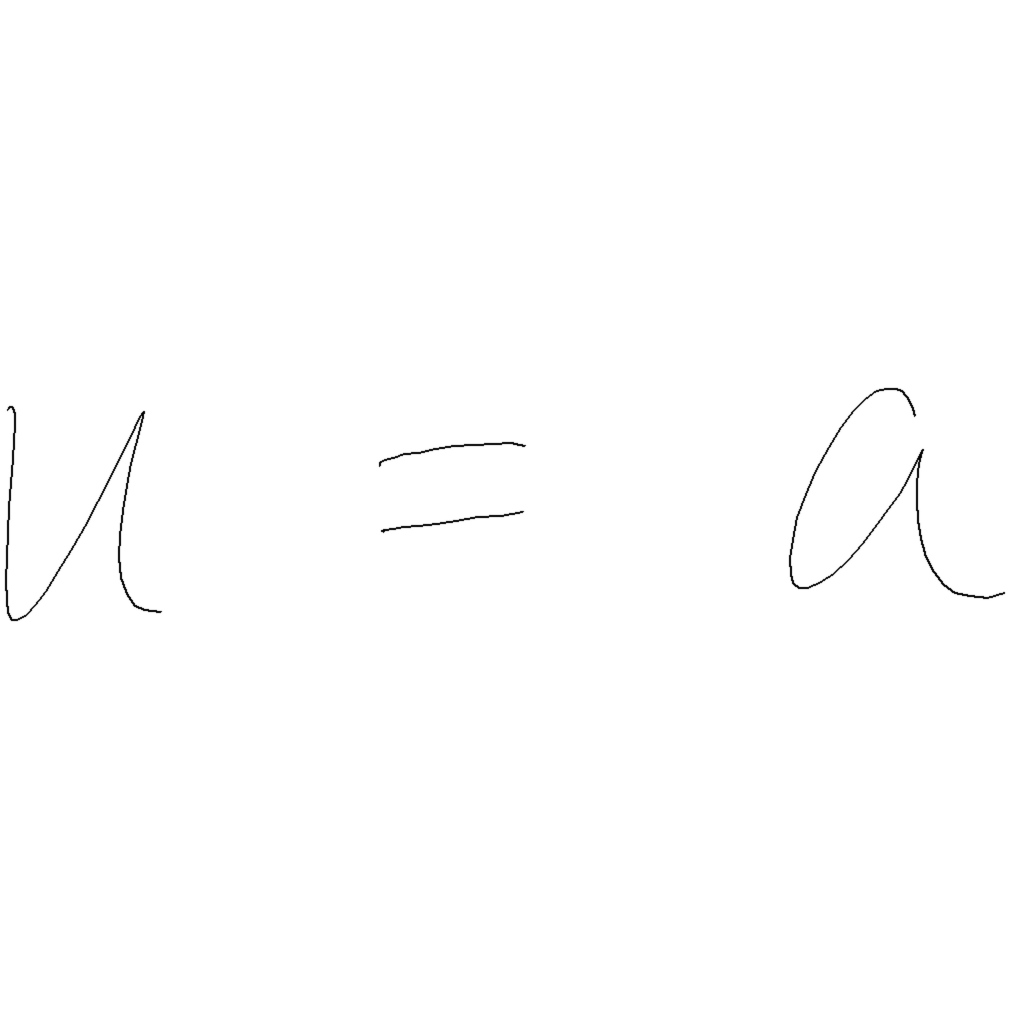 u = a